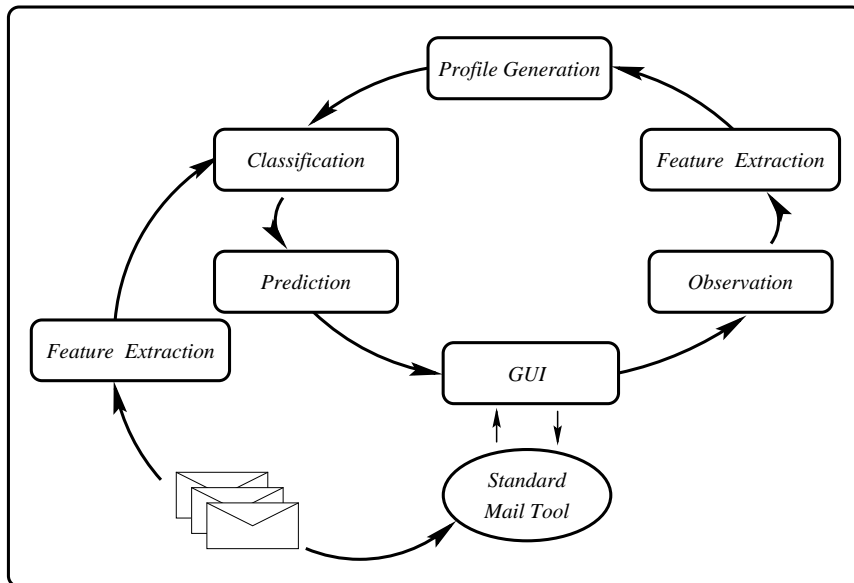 Profile Generation
Classification
Feature Extraction
Prediction
Observation
Feature Extraction
GUI
Standard
Mail Tool